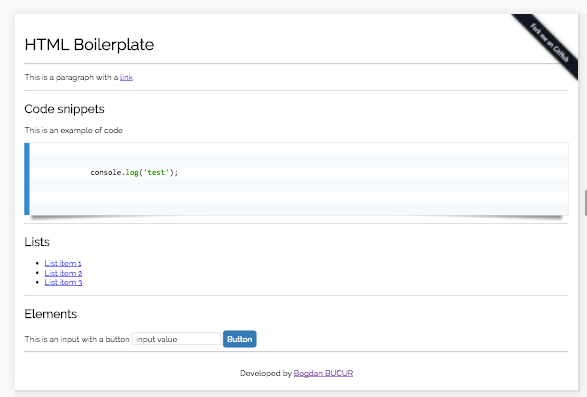 Fork me on GitHub
HTML Boilerplate
This is a paragraph with a link
Code snippets
This is an example of code
console.log('test');
Lists
List item 1
List item 2
List item 3
Elements
This is an input with a button input value Button
Developed by Bogdan BUCUR